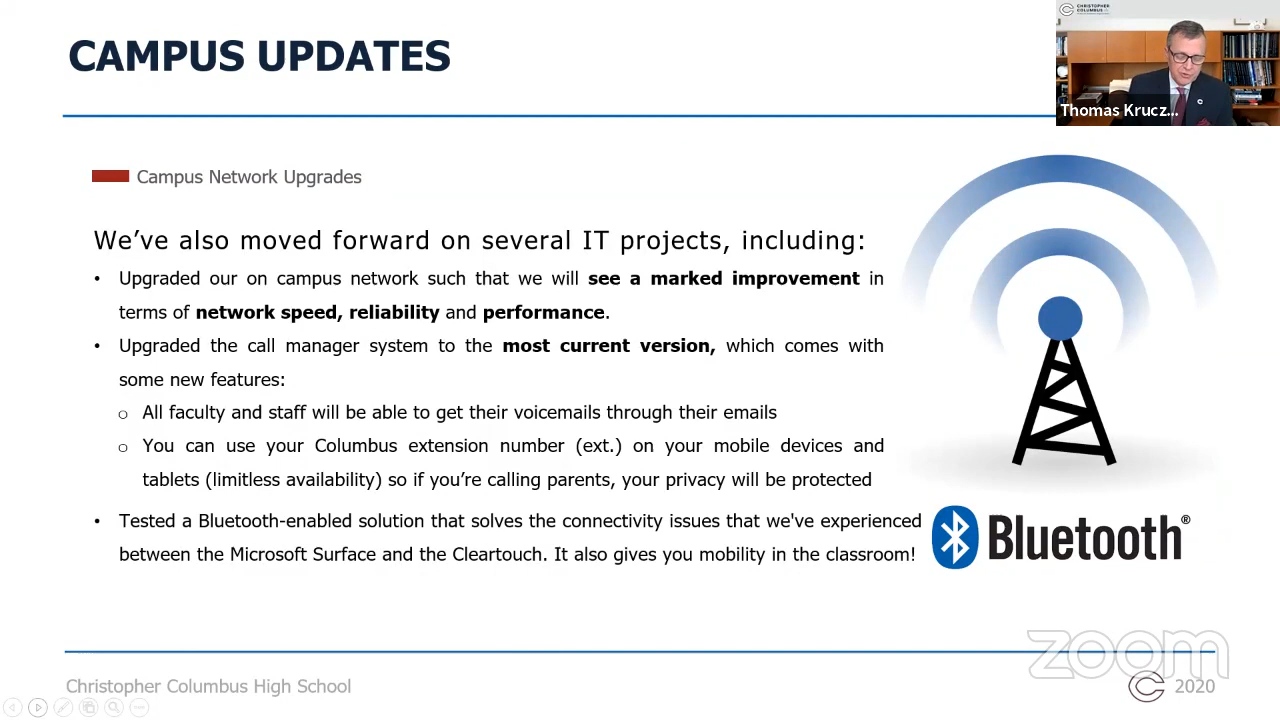 CAMPUS UPDATES
CHRISTOPHER
COLUMBUS
Thomas Krucz...
Campus Network Upgrades
We’ve also moved forward on several IT projects, including:
• Upgraded our on campus network such that we will see a marked improvement in
terms of network speed, reliability and performance.
• Upgraded the call manager system to the most current version, which comes with
some new features:
o All faculty and staff will be able to get their voicemails through their emails
o You can use your Columbus extension number (ext.) on your mobile devices and
tablets (limitless availability) so if you’re calling parents, your privacy will be protected
• Tested a Bluetooth-enabled solution that solves the connectivity issues that we've experienced
between the Microsoft Surface and the Cleartouch. It also gives you mobility in the classroom!
Bluetooth®
zoom
Christopher Columbus High School
2020